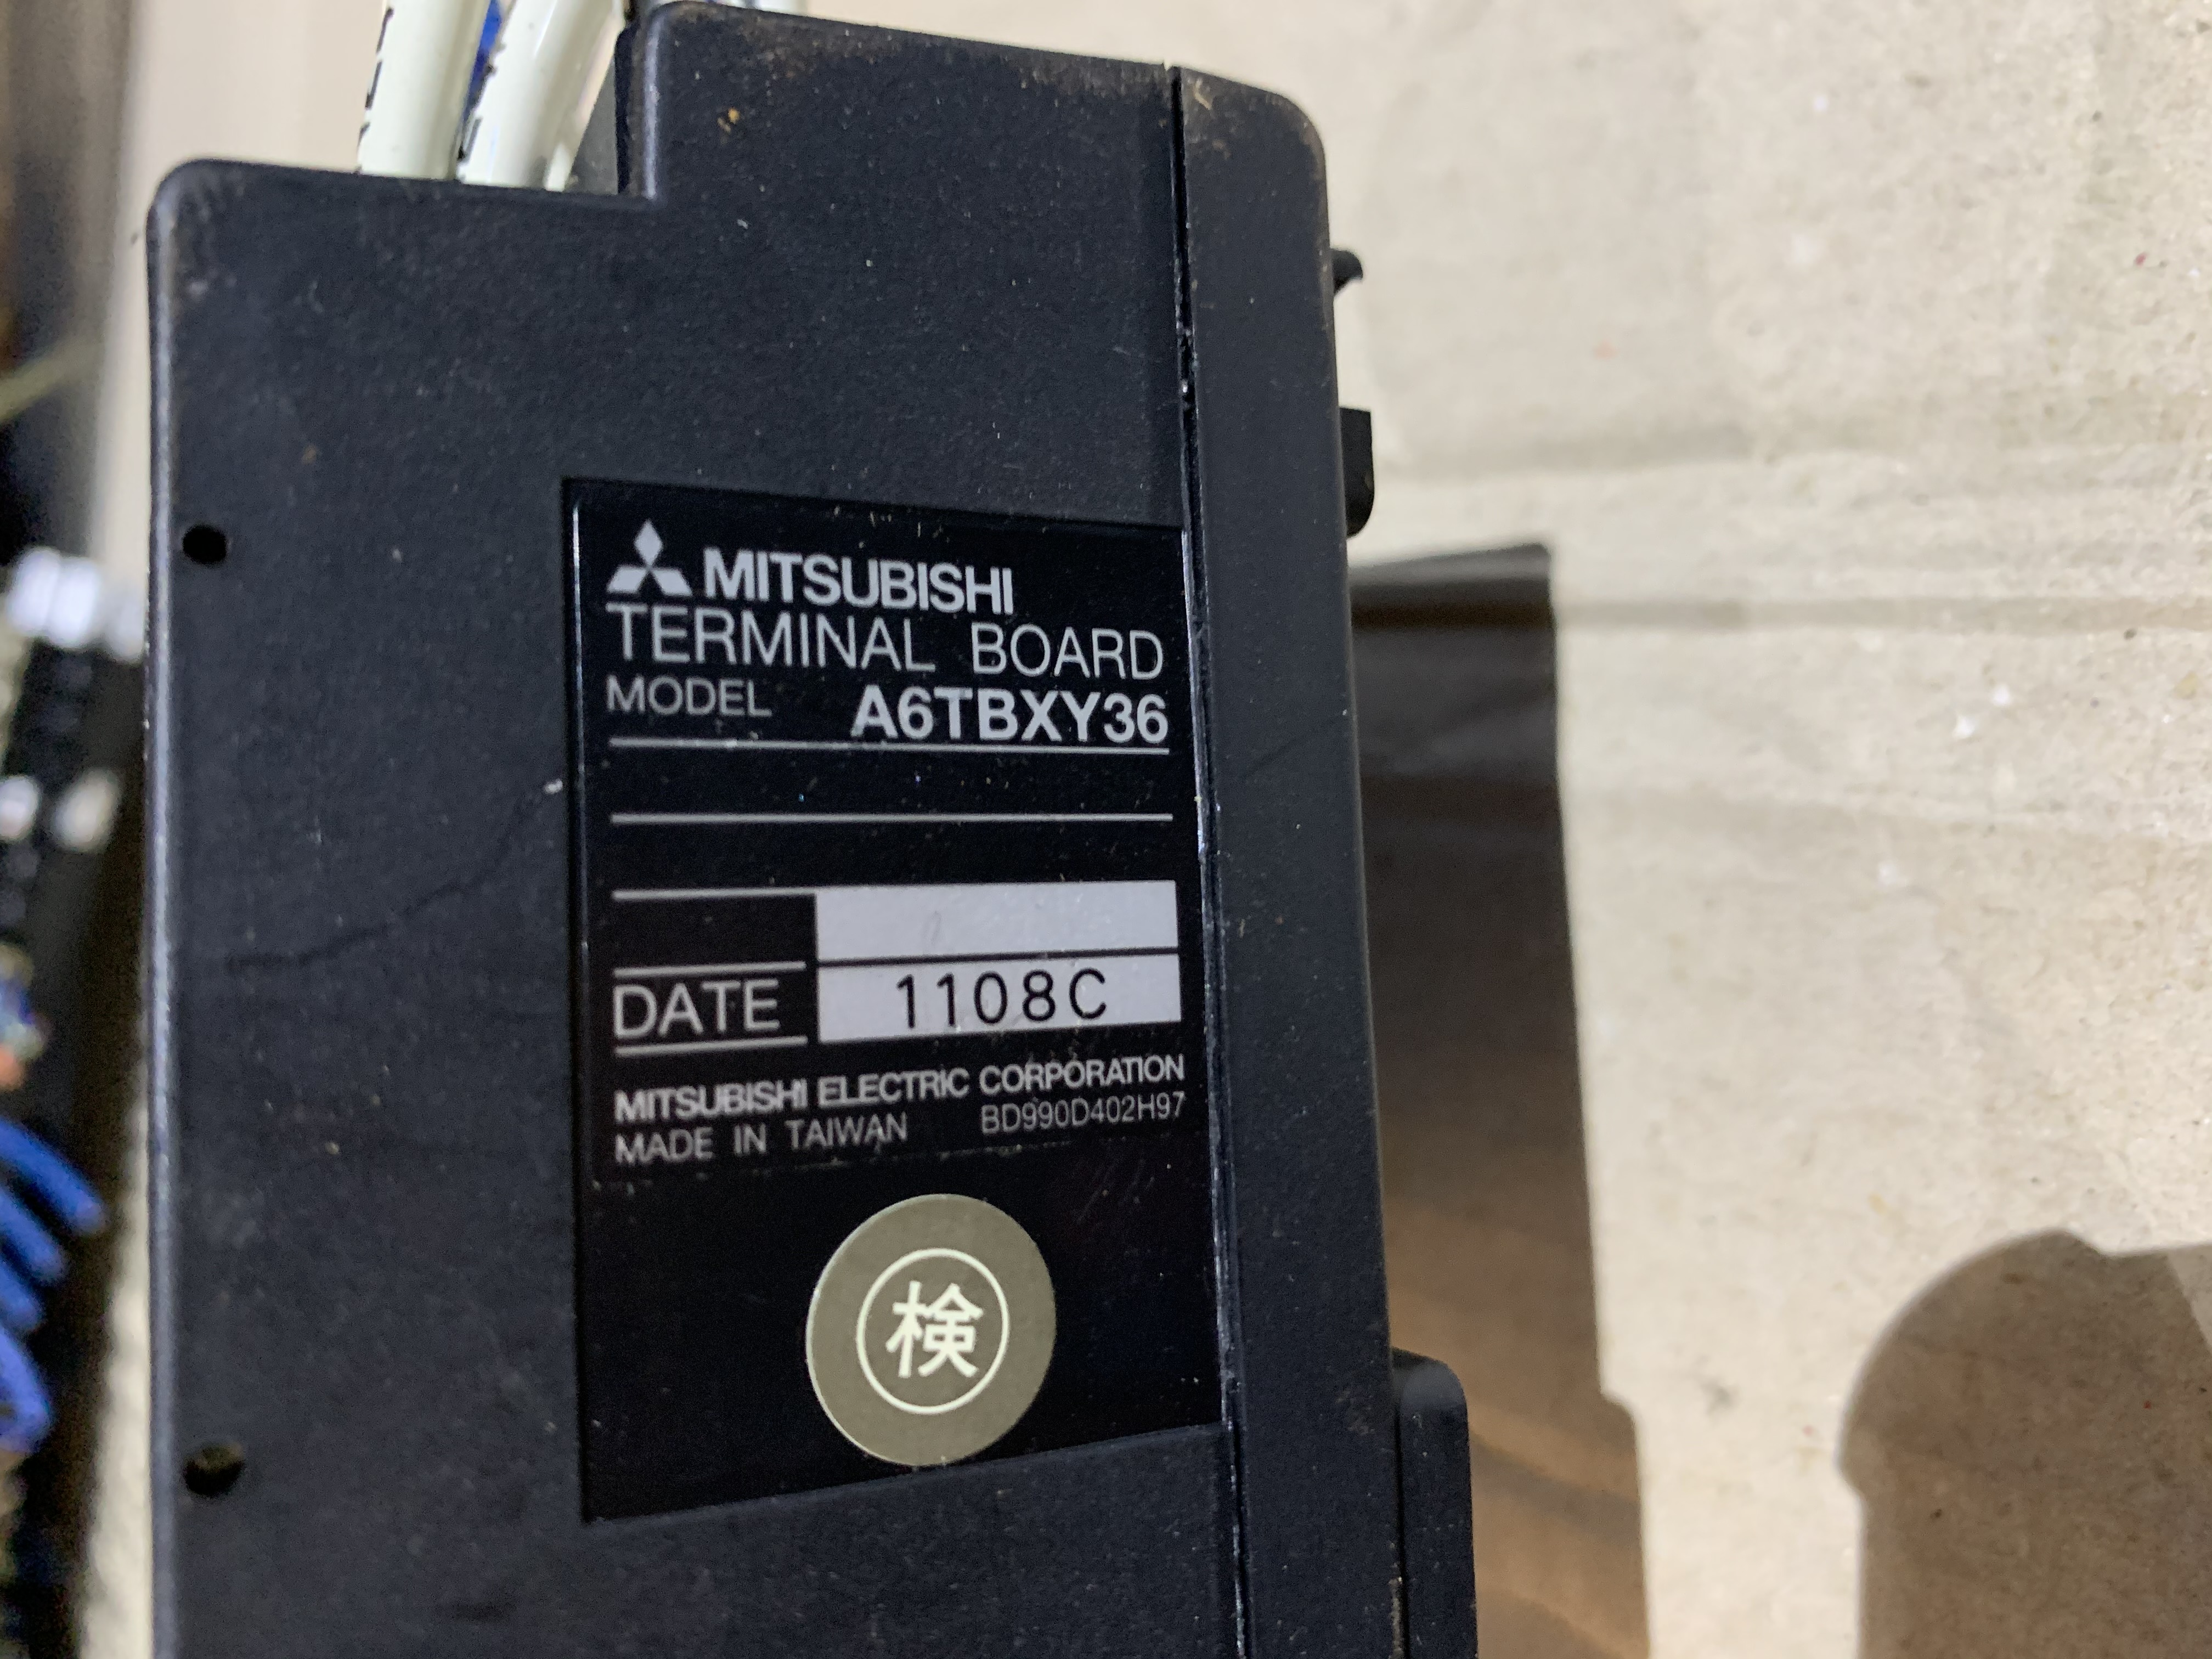 MITSUBISHI
TERMINAL BOARD
MODEL A6TBXY36
DATE 1108C
MITSUBISHI ELECTRIC CORPORATION
MADE IN TAIWAN BD990D402H97
検